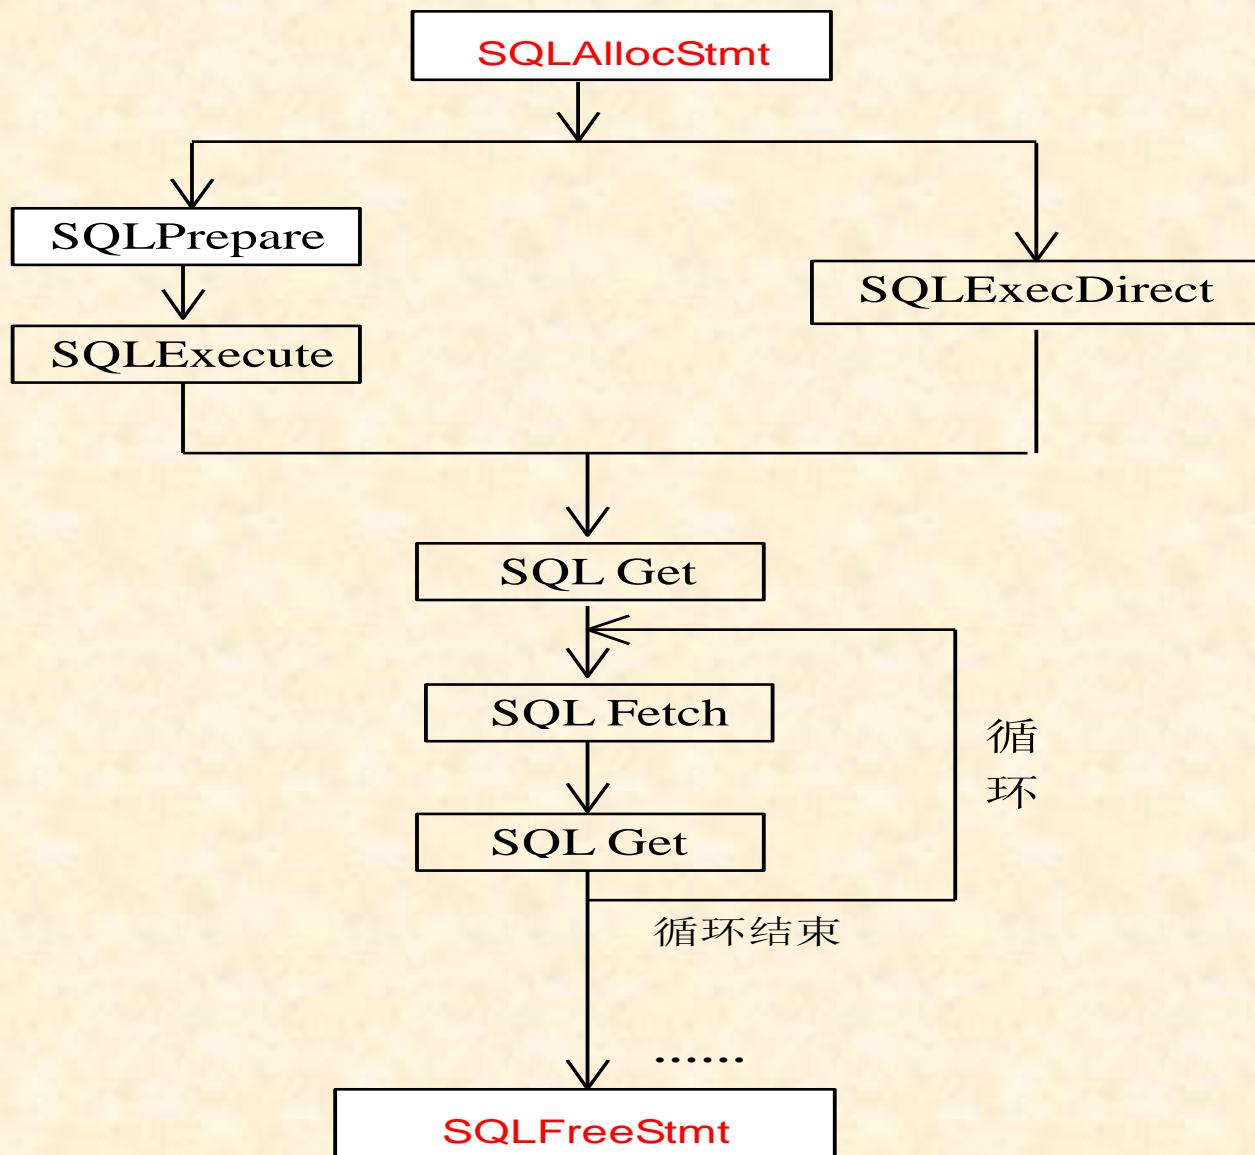 SQLAllocStmt
SQLPrepare
SQLExecDirect
SQLExecute
SQL Get
SQL Fetch
循
环
SQL Get
循环结束
······
SQLFreeStmt